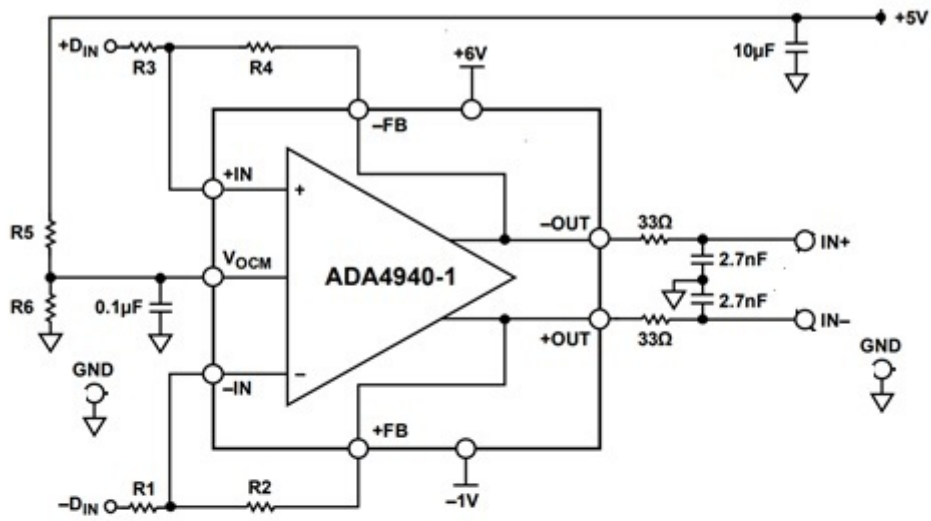 +5V
+DIN
R3
R4
+6V
10µF
–FB
+IN
+
–OUT
33Ω
IN+
R5
VOCM
ADA4940-1
2.7nF
R6
0.1µF
2.7nF
IN–
+OUT
33Ω
GND
GND
–IN
–
+FB
R1
R2
–1V
–DIN